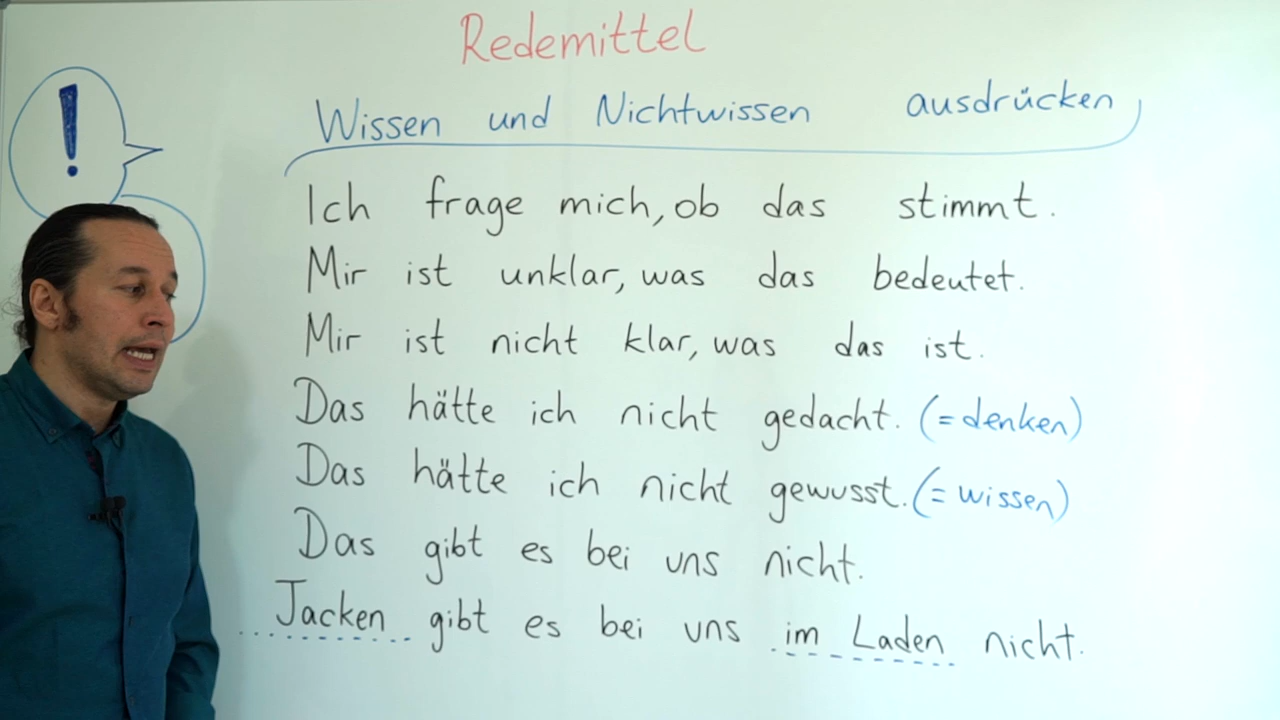 Redemittel
!
Wissen und Nichtwissen ausdrücken
Ich frage mich, ob das stimmt.
Mir ist unklar, was das bedeutet.
Mir ist nicht klar, was das ist.
Das hätte ich nicht gedacht. (= denken)
Das hätte ich nicht gewusst. (= wissen)
Das gibt es bei uns nicht.
Jacken gibt es bei uns im Laden nicht.